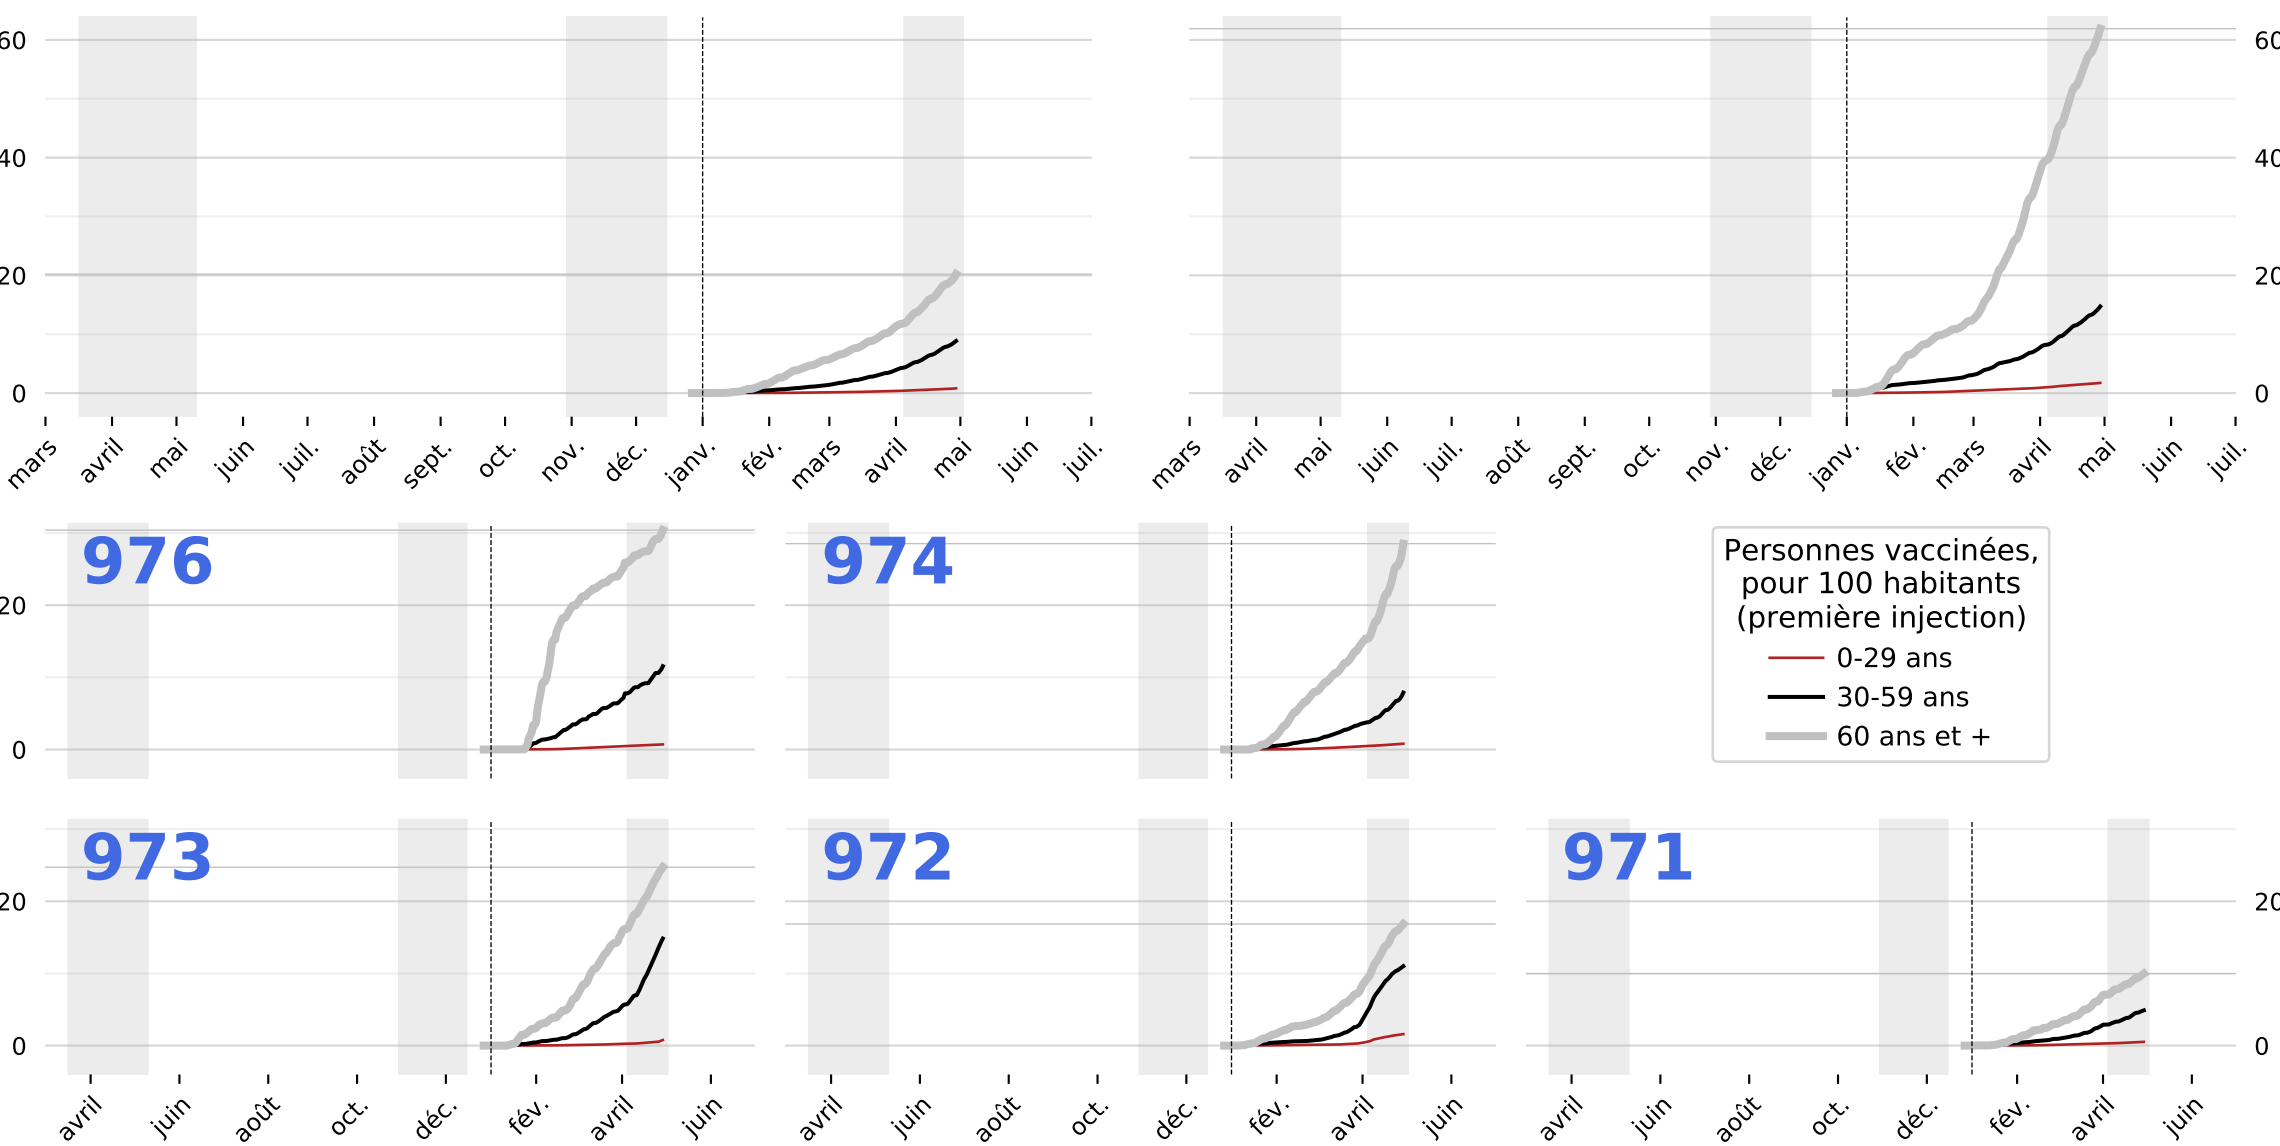 60 60
40 40
20 20
0 0
mars avril mai juin juil. août sept. oct. nov. déc. janv. fév. mars avril mai juin juil.
mars avril mai juin juil. août sept. oct. nov. déc. janv. fév. mars avril mai juin juil.
976
974
20
0
Personnes vaccinées,
pour 100 habitants
(première injection)
0-29 ans
30-59 ans
60 ans et +
973
972
971
20 20
0 0
avril juin août oct. déc. fév. avril juin
avril juin août oct. déc. fév. avril juin
avril juin août oct. déc. fév. avril juin